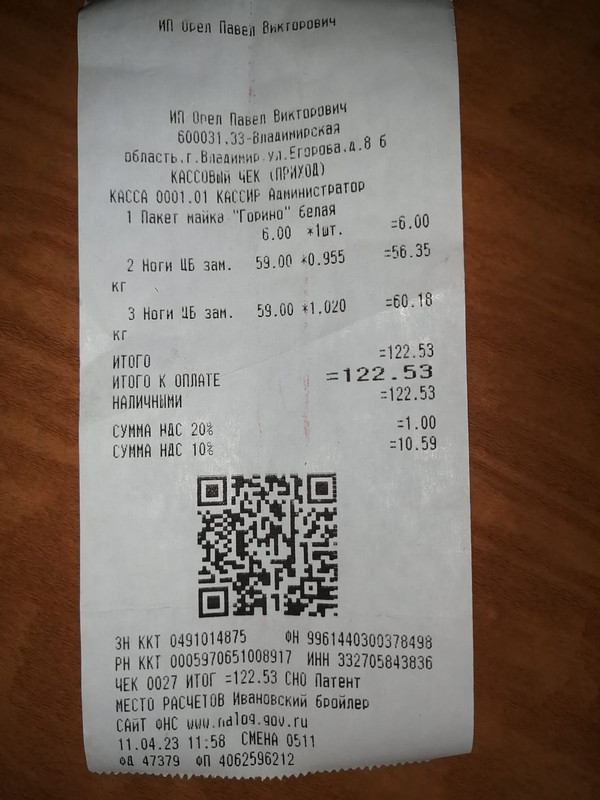 ИП Орел Павел Викторович
ИП Орел Павел Викторович
600031,33-Владимирская
область,г.Владимир,ул.Егорова,д.8 б
КАССОВЫЙ ЧЕК (ПРИХОД)
КАССА 0001.01 КАССИР Администратор
1 Пакет майка "Горино" белая
6.00 *1шт. =6.00
2 Ноги ЦБ зам. 59.00 *0.955 =56.35
кг
3 Ноги ЦБ зам. 59.00 *1.020 =60.18
кг
ИТОГО =122.53
ИТОГО К ОПЛАТЕ =122.53
НАЛИЧНЫМИ =122.53
СУММА НДС 20% =1.00
СУММА НДС 10% =10.59
ЗН ККТ 0491014875 ФН 9961440300378498
РН ККТ 0005970651008917 ИНН 332705843836
ЧЕК 0027 ИТОГ =122.53 СНО Патент
МЕСТО РАСЧЕТОВ Ивановский бройлер
САЙТ ФНС www.nalog.gov.ru
11.04.23 11:58 СМЕНА 0511
ФД 47379 ФП 4062596212